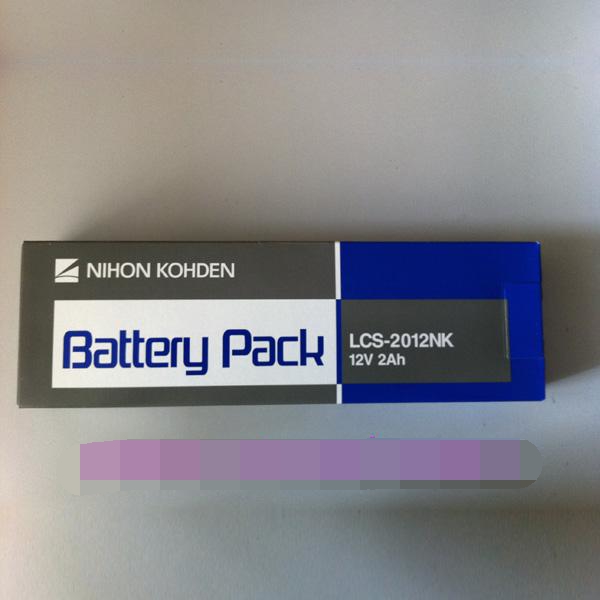 NIHON KOHDEN
Battery Pack
LCS-2012NK
12V 2Ah